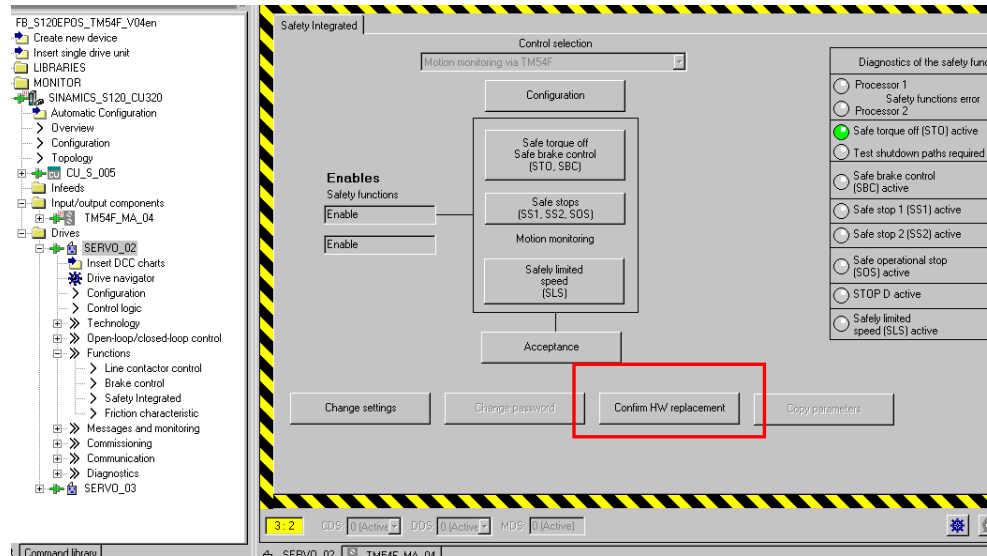 FB_S120EPOS_TM54F_V04en
Create new device
Insert single drive unit
LIBRARIES
MONITOR
SINAMICS_S120_CU320
Automatic Configuration
Overview
Configuration
Topology
CU_S_005
Infeeds
Input/output components
TM54F_MA_04
Drives
SERVO_02
Insert DCC charts
Drive navigator
Configuration
Control logic
Technology
Open-loop/closed-loop control
Functions
Line contactor control
Brake control
Safety Integrated
Friction characteristic
Messages and monitoring
Commissioning
Communication
Diagnostics
SERVO_03
Command library
Safety Integrated
Control selection
Motion monitoring via TM54F
Configuration
Safe torque off
Safe brake control
(STO, SBC)
Enables
Safety functions
Enable
Safe stops
(SS1, SS2, SOS)
Enable
Motion monitoring
Safely limited
speed
(SLS)
Acceptance
Change settings
Change password
Confirm HW replacement
Copy parameters
Diagnostics of the safety func
Processor 1
Safety functions error
Processor 2
Safe torque off (STO) active
Test shutdown paths required
Safe brake control
(SBC) active
Safe stop 1 (SS1) active
Safe stop 2 (SS2) active
Safe operational stop
(SOS) active
STOP D active
Safely limited
speed (SLS) active
3:2 CDS: 0 (Active DDS: 0 (Active MDS: 0 (Active)
SERVO_02 TM54F_MA_04